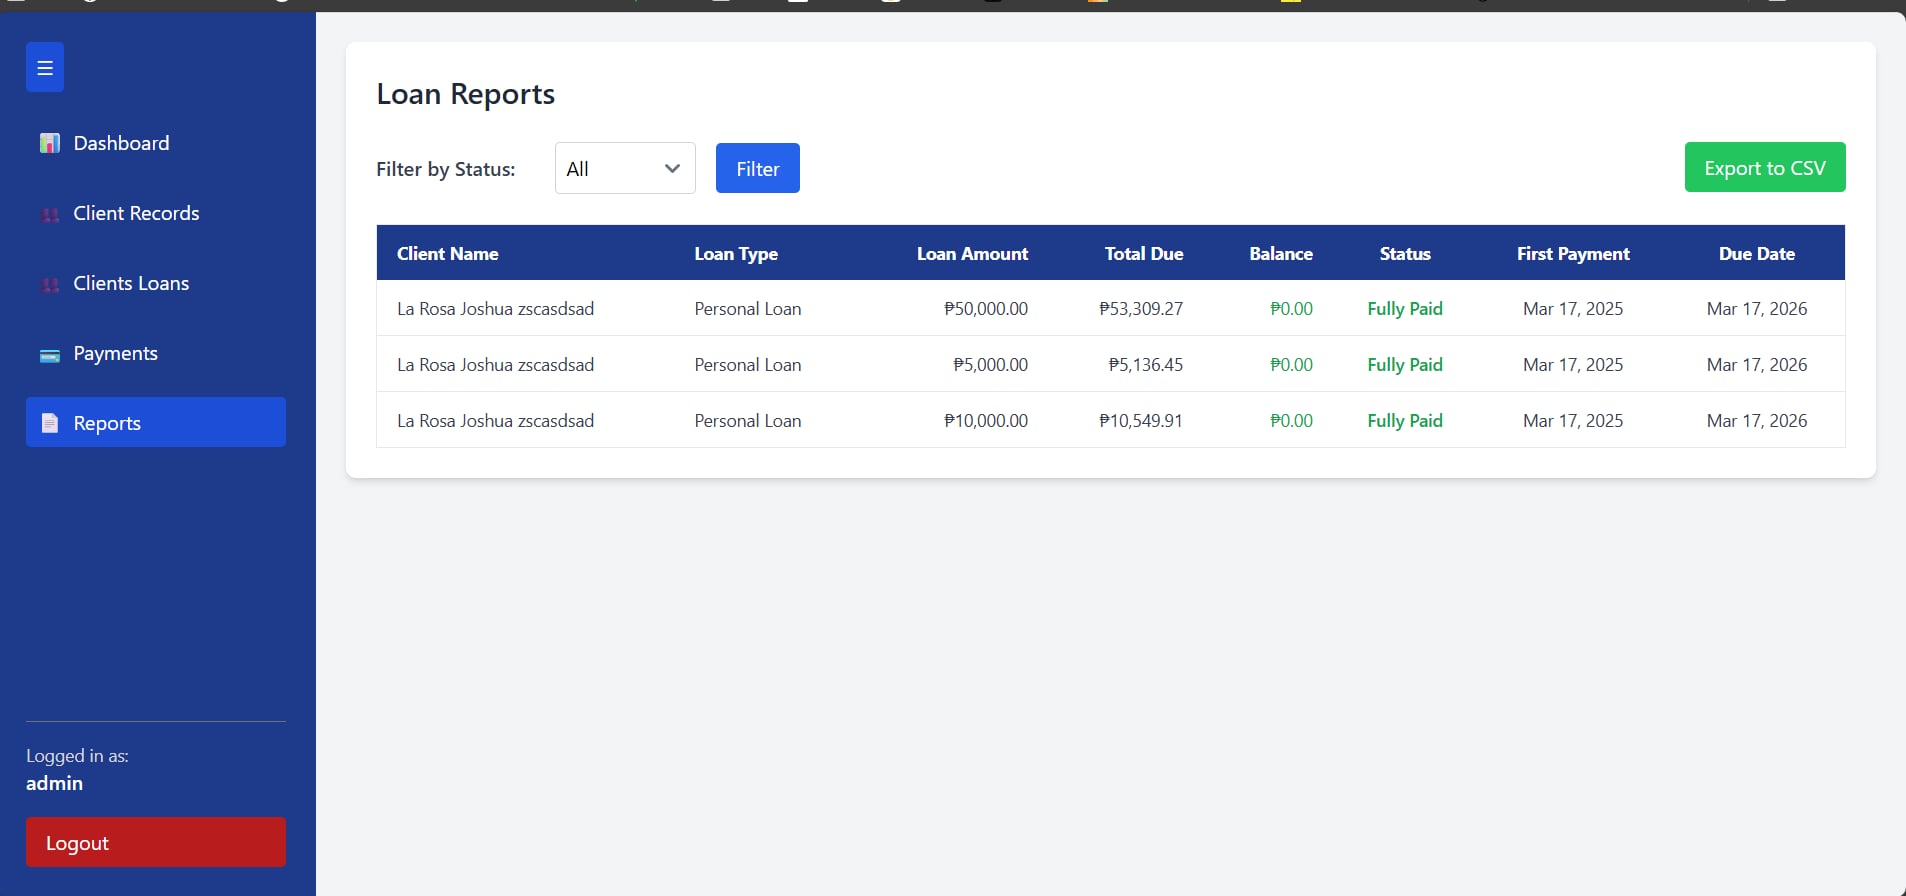 ☰
Dashboard
Client Records
Clients Loans
Payments
Reports
Logged in as:
admin
Logout
Loan Reports
Filter by Status: All Filter Export to CSV
Client Name Loan Type Loan Amount Total Due Balance Status First Payment Due Date
La Rosa Joshua zscasdsad Personal Loan ₱50,000.00 ₱53,309.27 ₱0.00 Fully Paid Mar 17, 2025 Mar 17, 2026
La Rosa Joshua zscasdsad Personal Loan ₱5,000.00 ₱5,136.45 ₱0.00 Fully Paid Mar 17, 2025 Mar 17, 2026
La Rosa Joshua zscasdsad Personal Loan ₱10,000.00 ₱10,549.91 ₱0.00 Fully Paid Mar 17, 2025 Mar 17, 2026